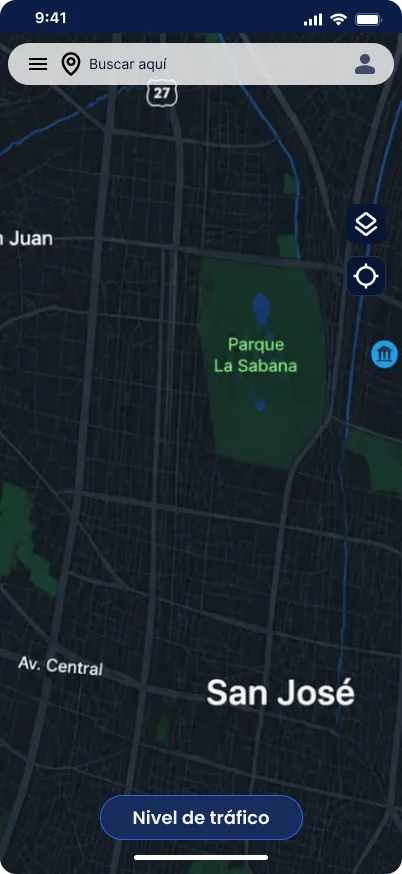 9:41
Buscar aquí
27
n Juan
Parque
La Sabana
Av. Central
San José
Nivel de tráfico